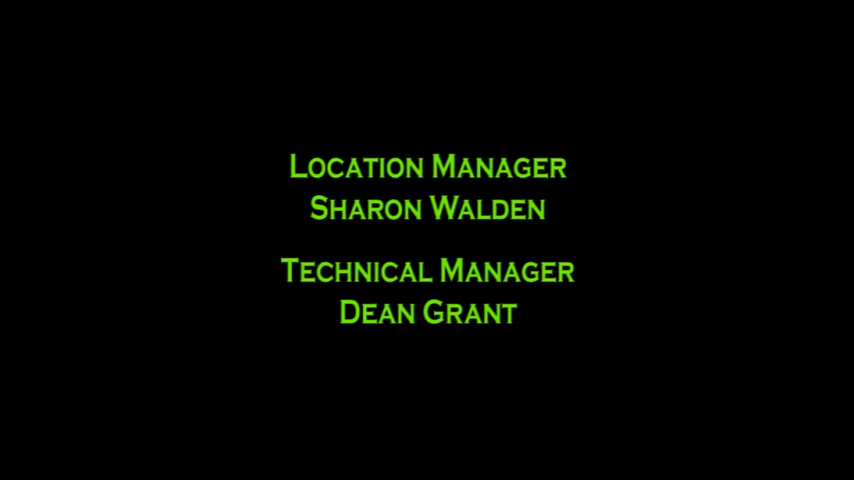 Location Manager
Sharon Walden
Technical Manager
Dean Grant